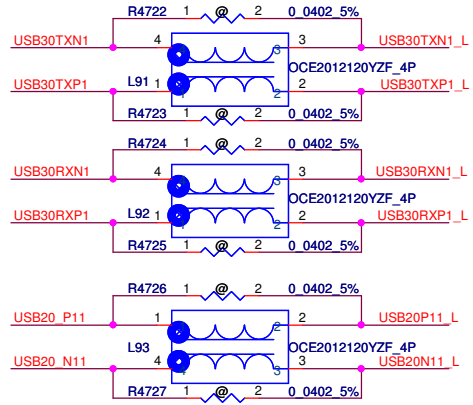 R4722 1 @ 2 0_0402_5%
USB30TXN1 4 3 3 USB30TXN1_L
OCE2012120YZF_4P
USB30TXP1 L91 1 2 2 USB30TXP1_L
R4723 1 @ 2 0_0402_5%
R4724 1 @ 2 0_0402_5%
USB30RXN1 4 3 3 USB30RXN1_L
OCE2012120YZF_4P
USB30RXP1 L92 1 2 2 USB30RXP1_L
R4725 1 @ 2 0_0402_5%
R4726 1 @ 2 0_0402_5%
USB20_P11 1 2 2 USB20P11_L
L93 OCE2012120YZF_4P
USB20_N11 4 3 3 USB20N11_L
R4727 1 @ 2 0_0402_5%